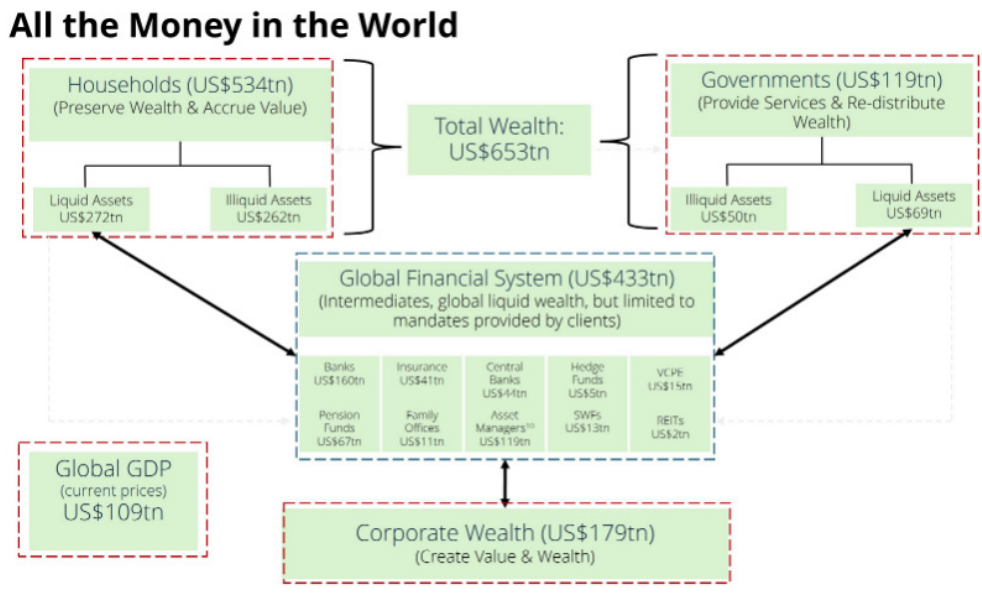 All the Money in the World
Households (US$534tn)
(Preserve Wealth & Accrue Value)
Liquid Assets
US$272tn
Illiquid Assets
US$262tn
Total Wealth:
US$653tn
Governments (US$119tn)
(Provide Services & Re-distribute
Wealth)
Illiquid Assets
US$50tn
Liquid Assets
US$69tn
Global Financial System (US$433tn)
(Intermediates, global liquid wealth, but limited to
mandates provided by clients)
Banks
US$160tn
Insurance
US$41tn
Central
Banks
US$44tn
Hedge
Funds
US$5tn
VCPE
US$15tn
Pension
Funds
US$67tn
Family
Offices
US$11tn
Asset
Managers¹⁰
US$119tn
SWFs
US$13tn
REITs
US$2tn
Global GDP
(current prices)
US$109tn
Corporate Wealth (US$179tn)
(Create Value & Wealth)